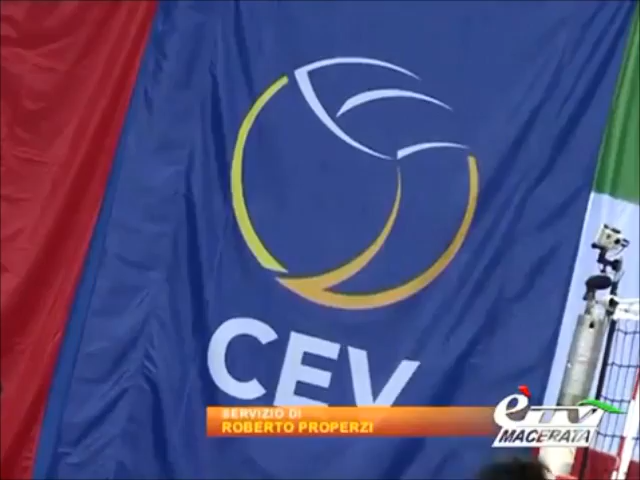 CEV
SERVIZIO DI
ROBERTO PROPERZI
è TV
MACERATA